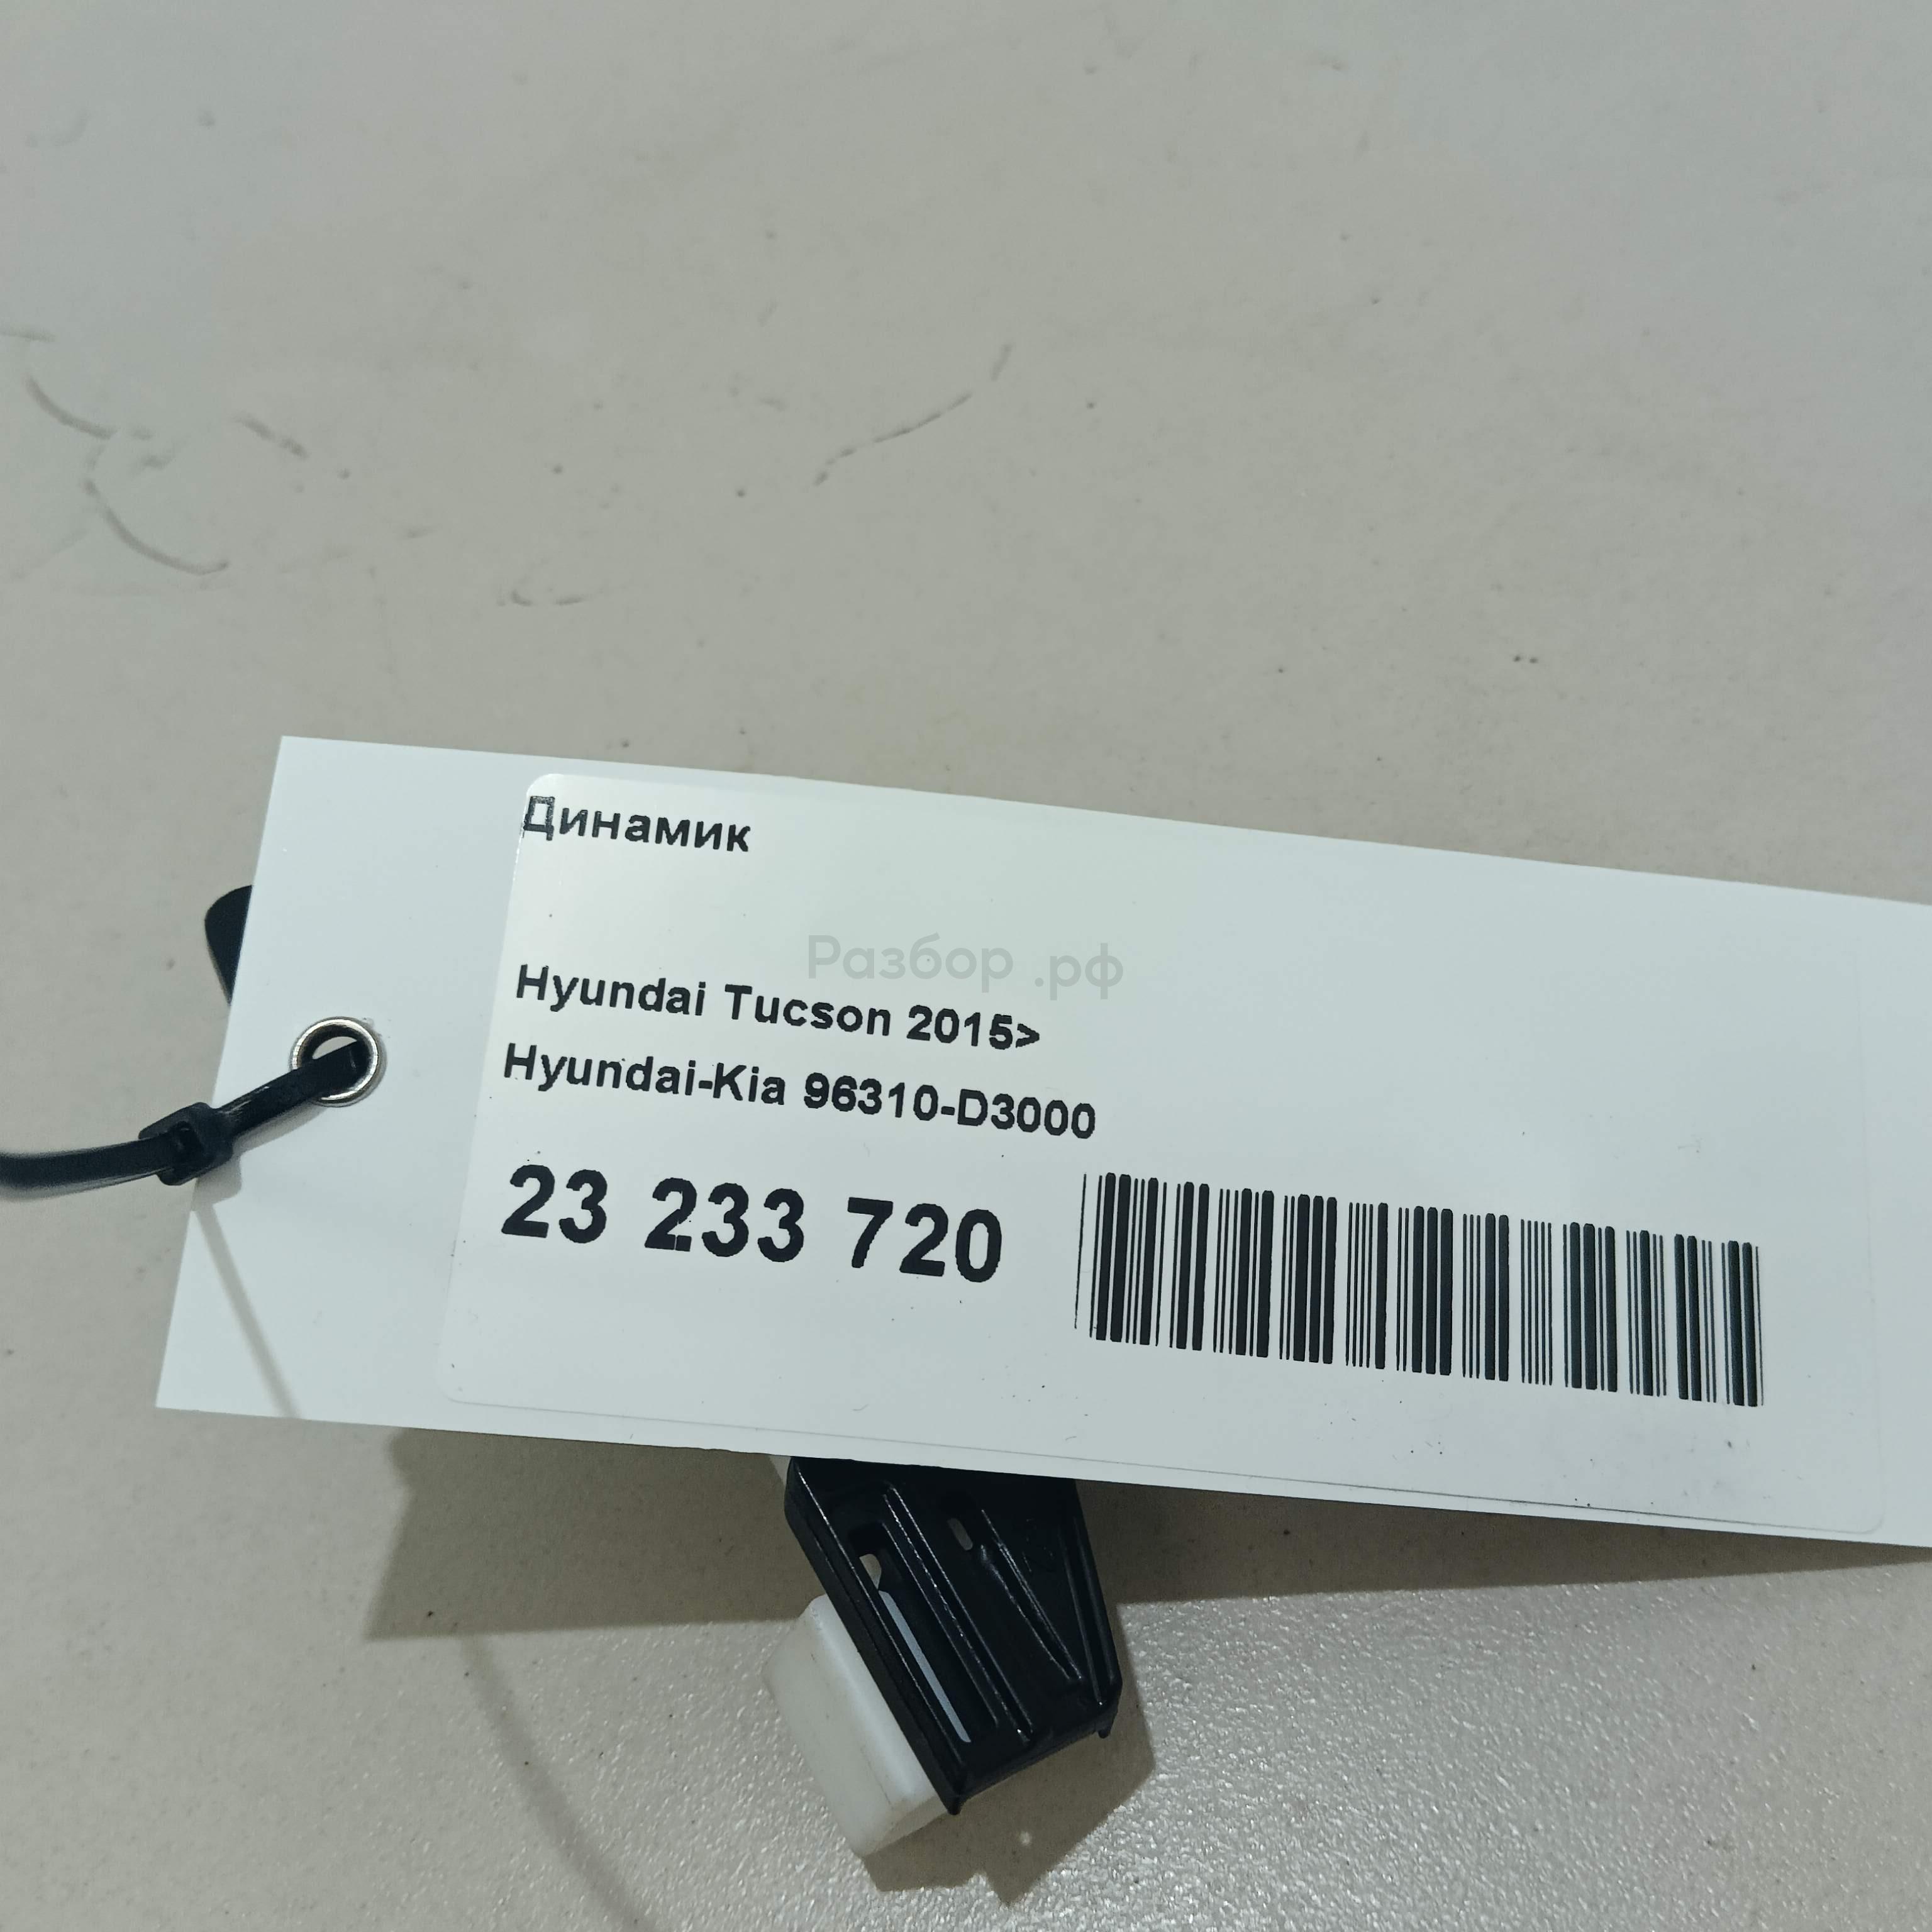 Динамик
Разбор .рф
Hyundai Tucson 2015>
Hyundai-Kia 96310-D3000
23 233 720